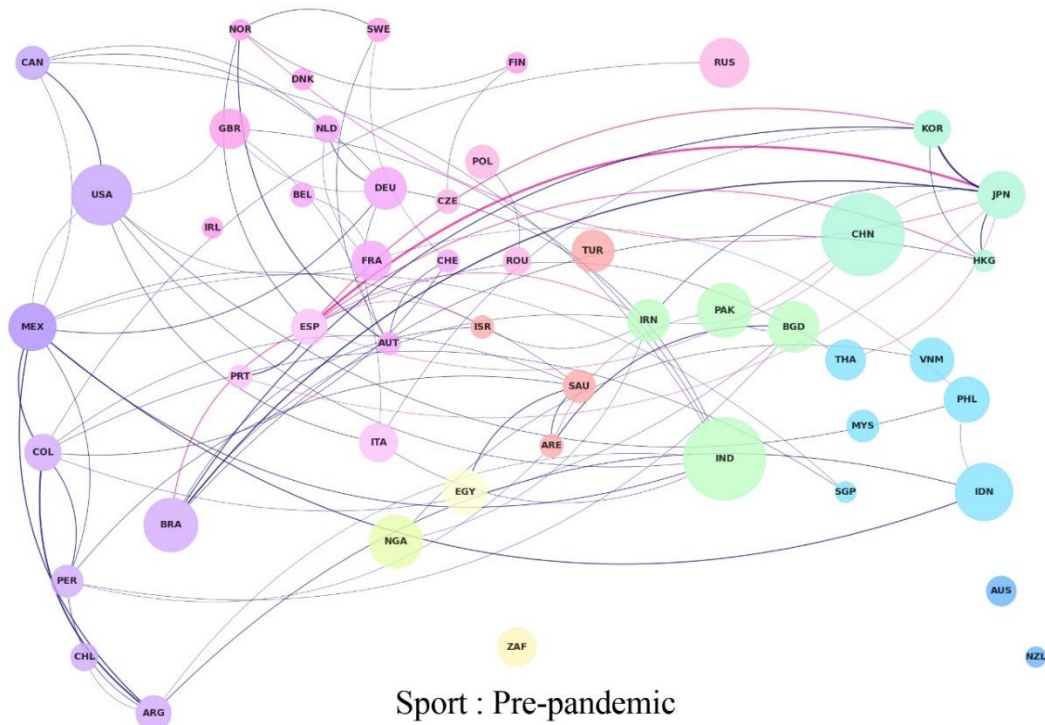 NOR
SWE
CAN
FIN
RUS
DNK
GBR
NLD
KOR
POL
USA
BEL
DEU
CZE
JPN
IRL
CHN
TUR
FRA
CHE
ROU
HKG
MEX
ESP
ISR
IRN
PAK
BGD
AUT
THA
VNM
PRT
SAU
PHL
MYS
COL
ITA
ARE
IND
EGY
SGP
IDN
BRA
NGA
PER
AUS
ZAF
CHL
NZL
ARG
Sport : Pre-pandemic